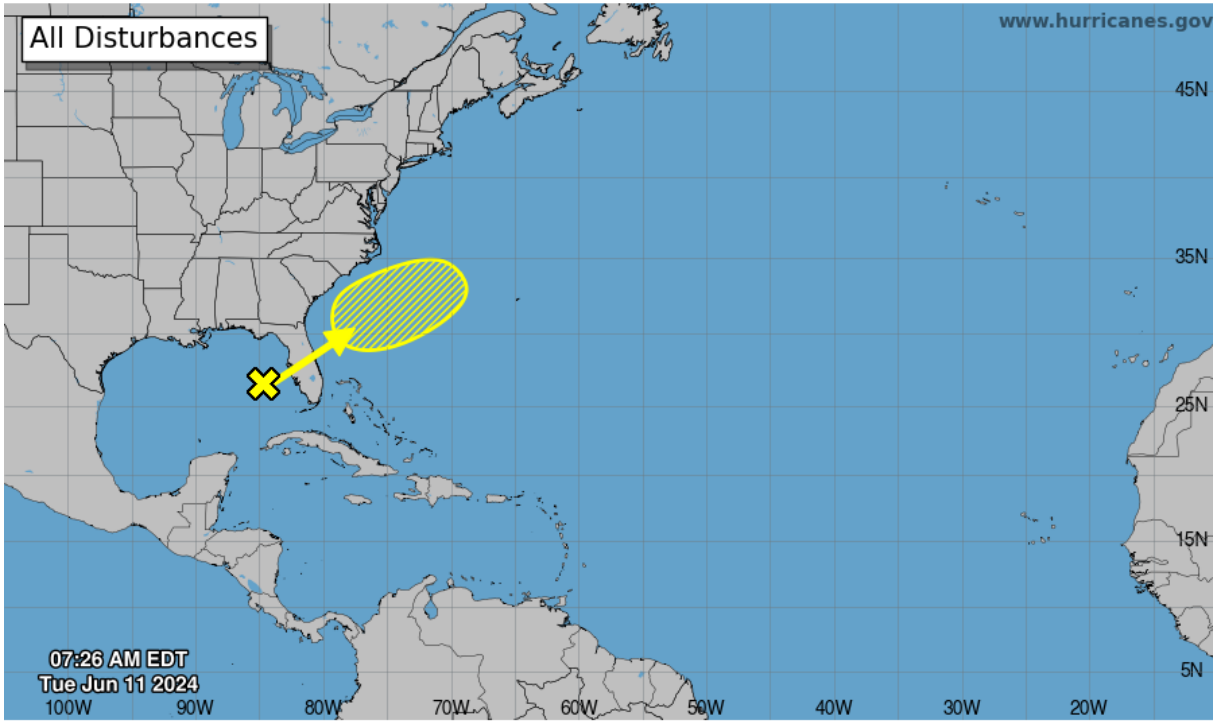 All Disturbances
www.hurricanes.gov
45N
35N
25N
15N
5N
07:26 AM EDT
Tue Jun 11 2024
100W 90W 80W 70W 60W 50W 40W 30W 20W